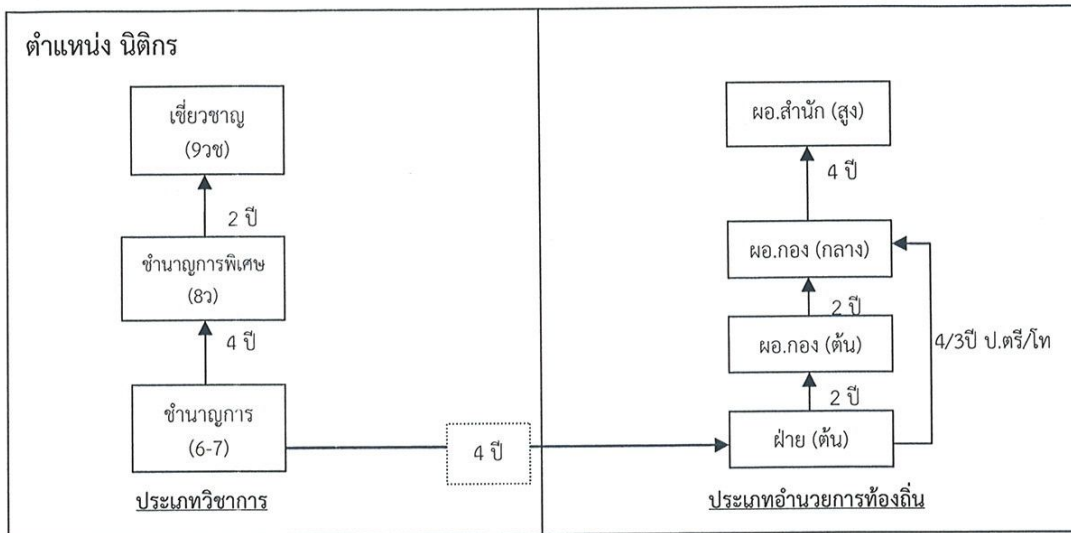 ตำแหน่ง นิติกร
เชี่ยวชาญ
(9วช)
2 ปี
ชำนาญการพิเศษ
(8ว)
4 ปี
ชำนาญการ
(6-7)
ประเภทวิชาการ
4 ปี
ผอ.สำนัก (สูง)
4 ปี
ผอ.กอง (กลาง)
2 ปี
ผอ.กอง (ต้น)
4/3ปี ป.ตรี/โท
2 ปี
ฝ่าย (ต้น)
ประเภทอำนวยการท้องถิ่น